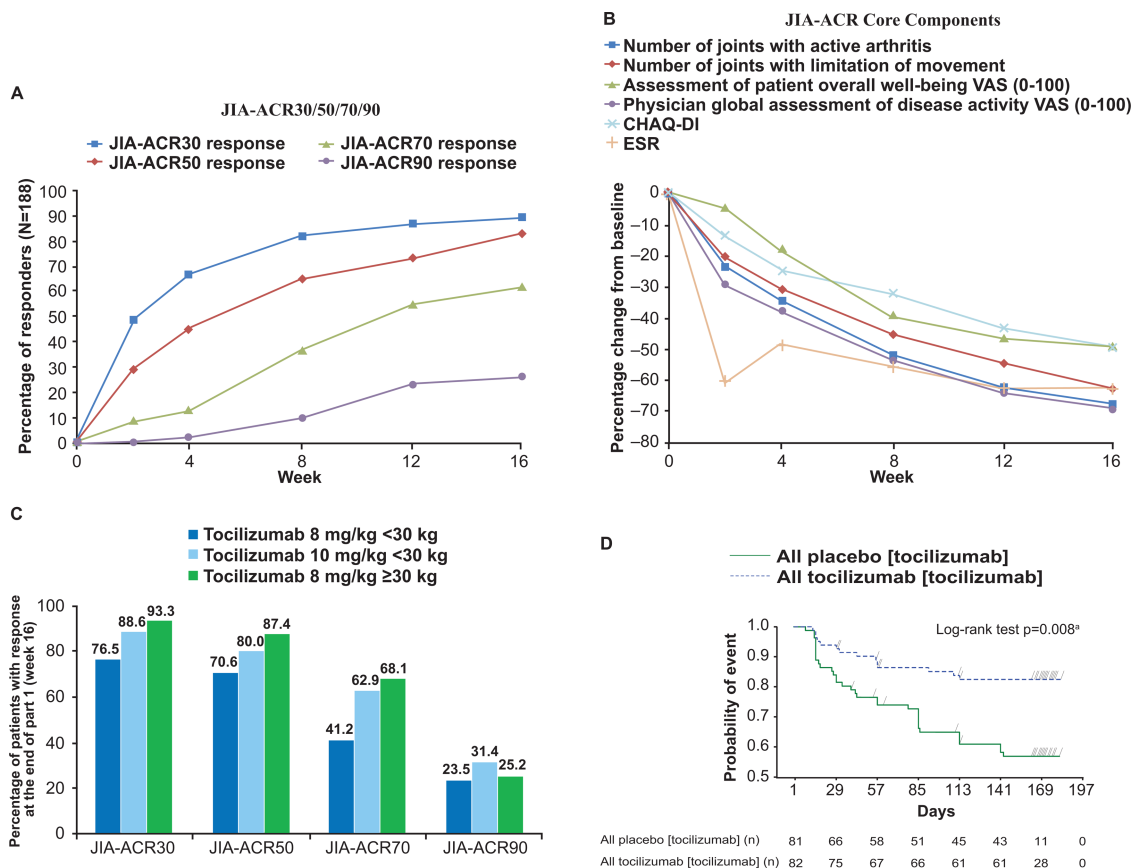 A
JIA-ACR30/50/70/90
JIA-ACR30 response
JIA-ACR70 response
JIA-ACR50 response
JIA-ACR90 response
Percentage of responders (N=188)
100
90
80
70
60
50
40
30
20
10
0
0 4 8 12 16
Week
B
JIA-ACR Core Components
Number of joints with active arthritis
Number of joints with limitation of movement
Assessment of patient overall well-being VAS (0-100)
Physician global assessment of disease activity VAS (0-100)
CHAQ-DI
ESR
Percentage change from baseline
0
–10
–20
–30
–40
–50
–60
–70
–80
0 4 8 12 16
Week
C
Tocilizumab 8 mg/kg <30 kg
Tocilizumab 10 mg/kg <30 kg
Tocilizumab 8 mg/kg ≥30 kg
Percentage of patients with response
at the end of part 1 (week 16)
100
80
60
40
20
0
76.5 88.6 93.3
70.6 80.0 87.4
41.2 62.9 68.1
23.5 31.4 25.2
JIA-ACR30 JIA-ACR50 JIA-ACR70 JIA-ACR90
D
All placebo [tocilizumab]
All tocilizumab [tocilizumab]
Log-rank test p=0.008ᵃ
Probability of event
1.0
0.9
0.8
0.7
0.6
0.5
1 29 57 85 113 141 169 197
Days
All placebo [tocilizumab] (n) 81 66 58 51 45 43 11 0
All tocilizumab [tocilizumab] (n) 82 75 67 66 61 61 28 0